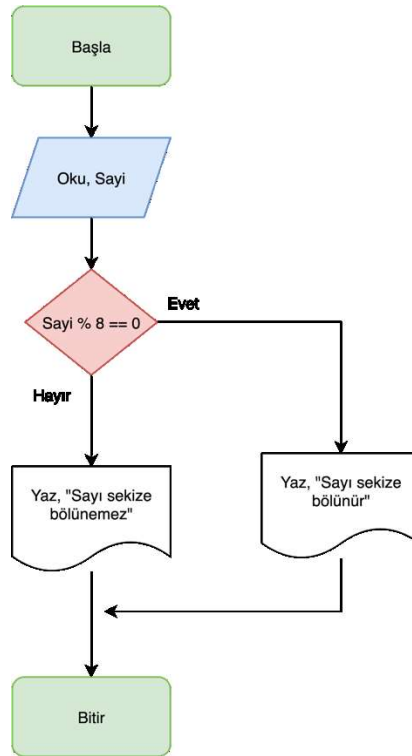 Başla
Oku, Sayi
Sayi % 8 == 0
Evet
Hayır
Yaz, "Sayı sekize
bölünemez"
Yaz, "Sayı sekize
bölünür"
Bitir